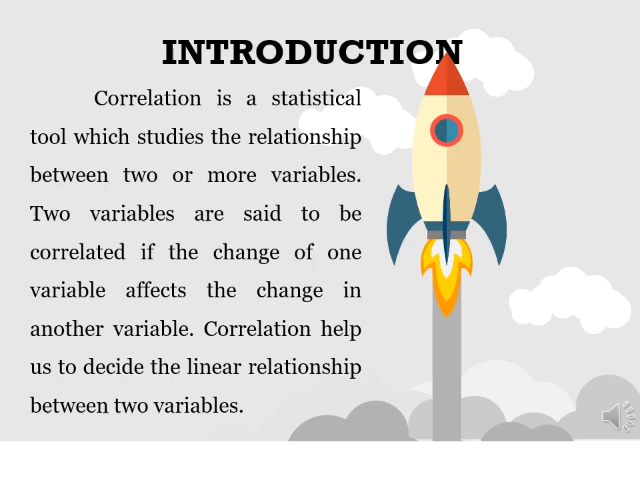 INTRODUCTION
Correlation is a statistical
tool which studies the relationship
between two or more variables.
Two variables are said to be
correlated if the change of one
variable affects the change in
another variable. Correlation help
us to decide the linear relationship
between two variables.